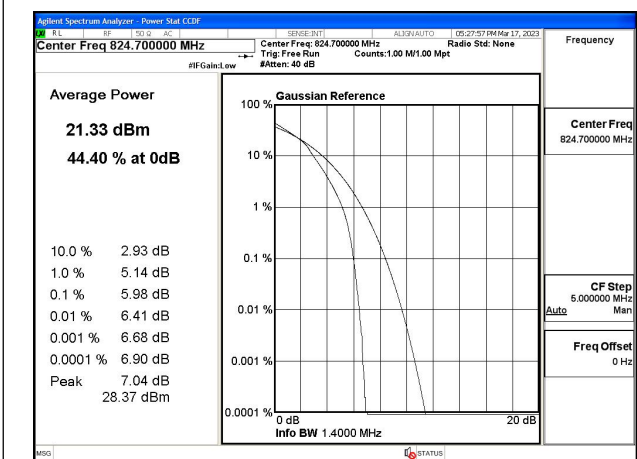 Agilent Spectrum Analyzer - Power Stat CCDF
RL RF 50 Ω AC SENSE:INT ALIGNAUTO 05:27:57 PM Mar 17, 2023
Center Freq 824.700000 MHz
Center Freq: 824.700000 MHz Radio Std: None
Trig: Free Run Counts:1.00 M/1.00 Mpt
#IFGain:Low #Atten: 40 dB
Frequency
Average Power
21.33 dBm
44.40 % at 0dB
10.0 % 2.93 dB
1.0 % 5.14 dB
0.1 % 5.98 dB
0.01 % 6.41 dB
0.001 % 6.68 dB
0.0001 % 6.90 dB
Peak 7.04 dB
28.37 dBm
Gaussian Reference
100 %
10 %
1 %
0.1 %
0.01 %
0.001 %
0.0001 %
0 dB 20 dB
Info BW 1.4000 MHz
Center Freq
824.700000 MHz
CF Step
5.000000 MHz
Auto Man
Freq Offset
0 Hz
MSG STATUS